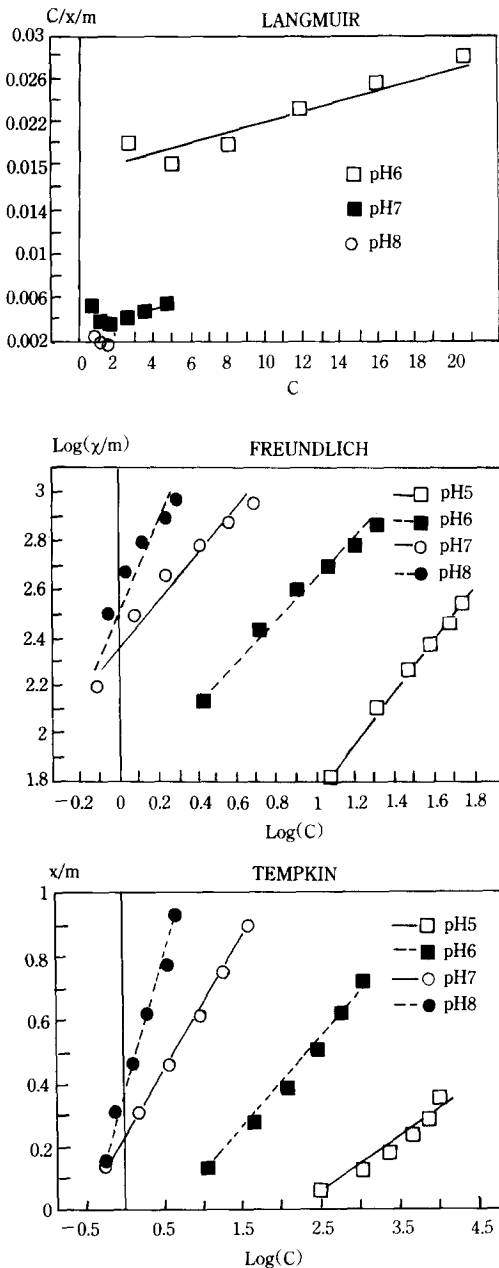 C/x/m
LANGMUIR
0.03
0.026
0.022
0.015
0.014
0.01
0.006
0.002
pH6
pH7
pH8
0 2 4 6 8 10 12 14 16 18 20
C
Log(χ/m)
FREUNDLICH
3
2.8
2.6
2.4
2.2
2
1.8
pH5
pH6
pH7
pH8
−0.2 0 0.2 0.4 0.6 0.8 1 1.2 1.4 1.6 1.8
Log(C)
x/m
TEMPKIN
1
0.8
0.6
0.4
0.2
0
pH5
pH6
pH7
pH8
−0.5 0.5 1.5 2.5 3.5 4.5
Log(C)